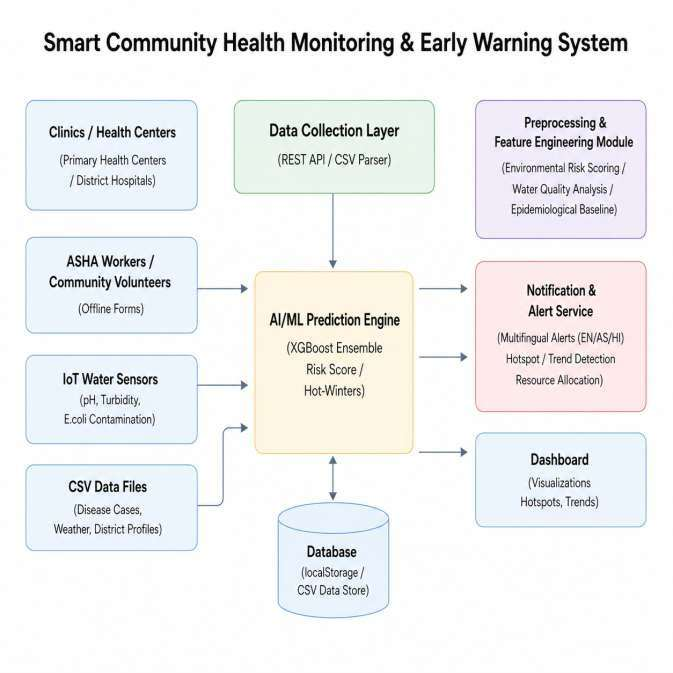 Smart Community Health Monitoring & Early Warning System
Clinics / Health Centers
(Primary Health Centers
/ District Hospitals)
Data Collection Layer
(REST API / CSV Parser)
Preprocessing &
Feature Engineering Module
(Environmental Risk Scoring /
Water Quality Analysis /
Epidemiological Baseline)
ASHA Workers /
Community Volunteers
(Offline Forms)
AI/ML Prediction Engine
(XGBoost Ensemble
Risk Score /
Hot-Winters)
Notification &
Alert Service
(Multifingual Alerts (EN/AS/HI)
Hotspot / Trend Detection
Resource Allocation)
IoT Water Sensors
(pH, Turbidity,
E.coli Contamination)
CSV Data Files
(Disease Cases,
Weather, District Profiles)
Dashboard
(Visualizations
Hotspots, Trends)
Database
(localStorage /
CSV Data Store)